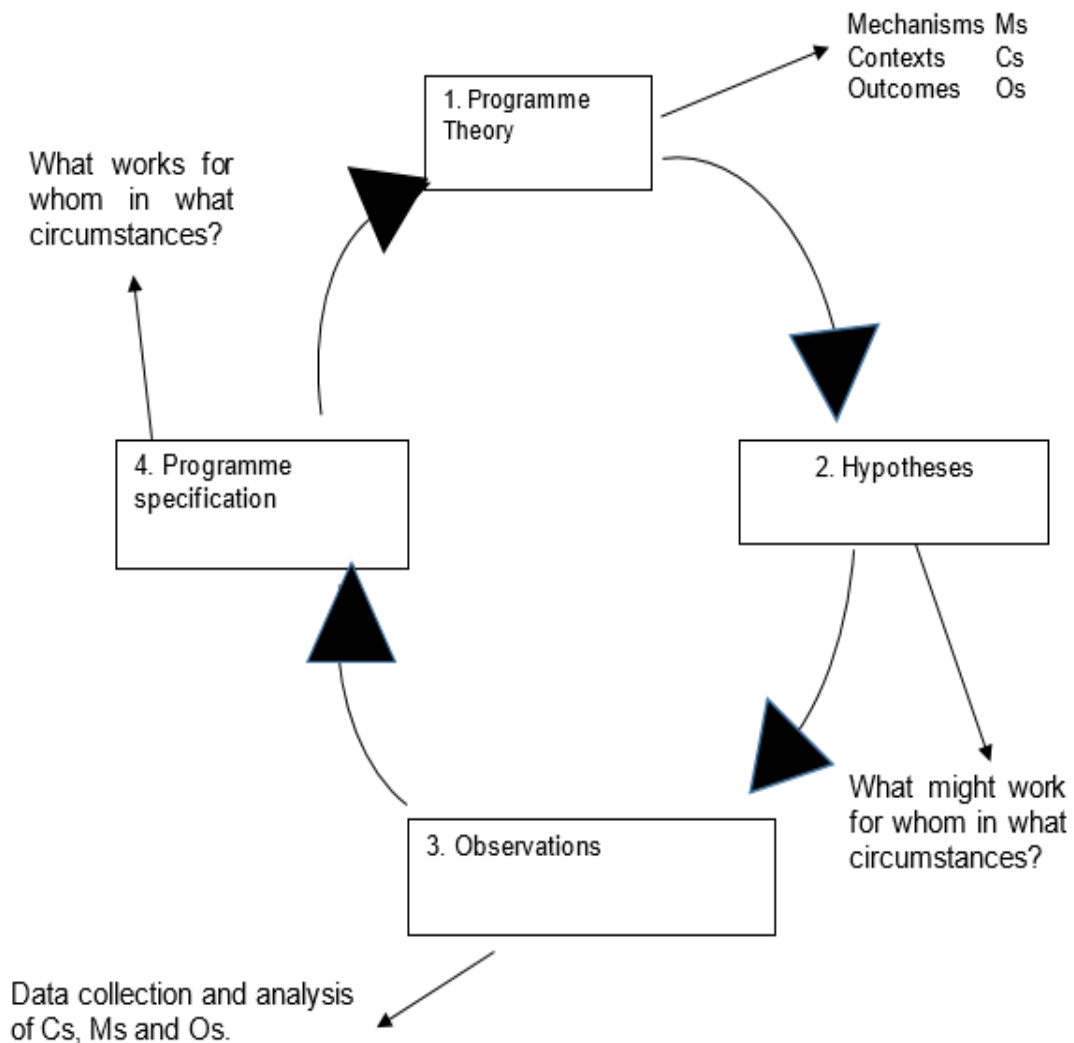 Mechanisms Ms
Contexts Cs
Outcomes Os
1. Programme
Theory
What works for
whom in what
circumstances?
4. Programme
specification
2. Hypotheses
What might work
for whom in what
circumstances?
3. Observations
Data collection and analysis
of Cs, Ms and Os.